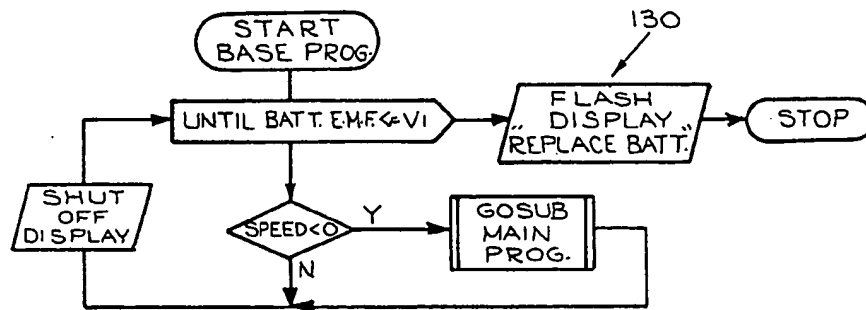 START
BASE PROG.
130
UNTIL BATT. E.M.F.<=V1
FLASH
"DISPLAY
REPLACE BATT."
STOP
SHUT
OFF
DISPLAY
SPEED<0
Y
GOSUB
MAIN
PROG.
N